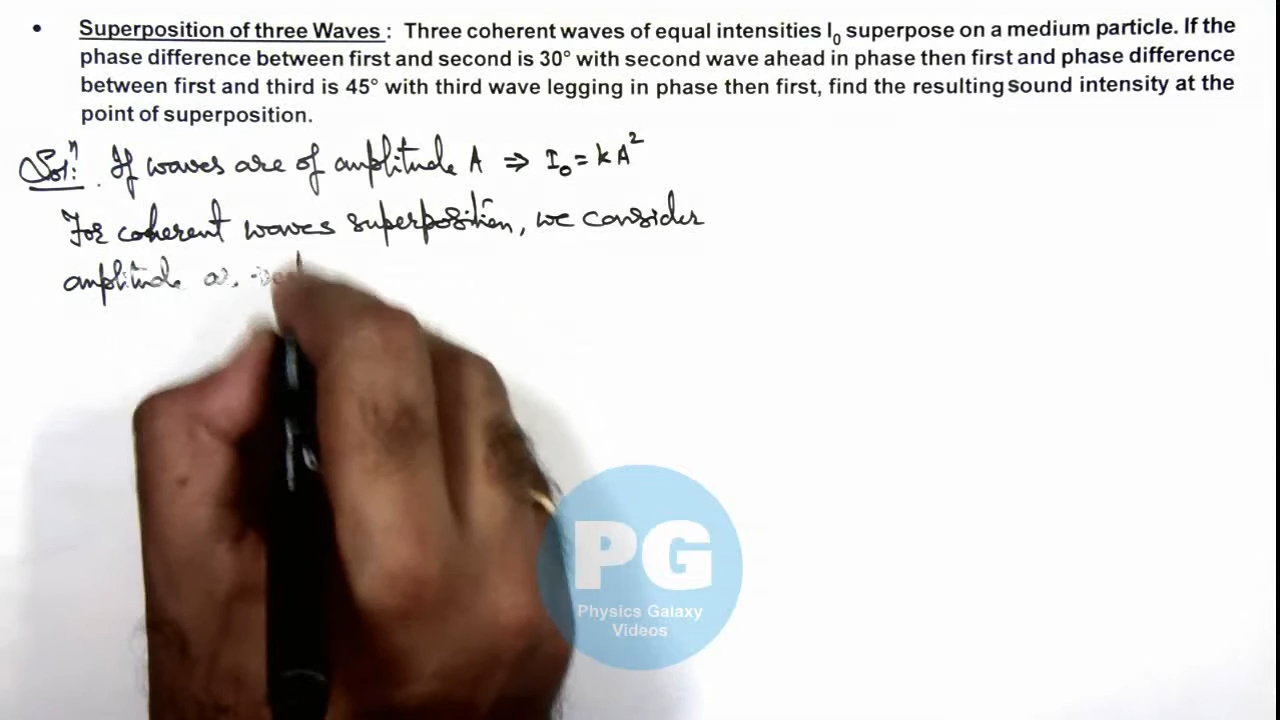 • Superposition of three Waves : Three coherent waves of equal intensities I₀ superpose on a medium particle. If the
phase difference between first and second is 30° with second wave ahead in phase then first and phase difference
between first and third is 45° with third wave legging in phase then first, find the resulting sound intensity at the
point of superposition.
Solⁿ. If waves are of amplitude A ⇒ I₀ = kA²
For coherent waves superposition, we consider
amplitude as
PG
Physics Galaxy
Videos